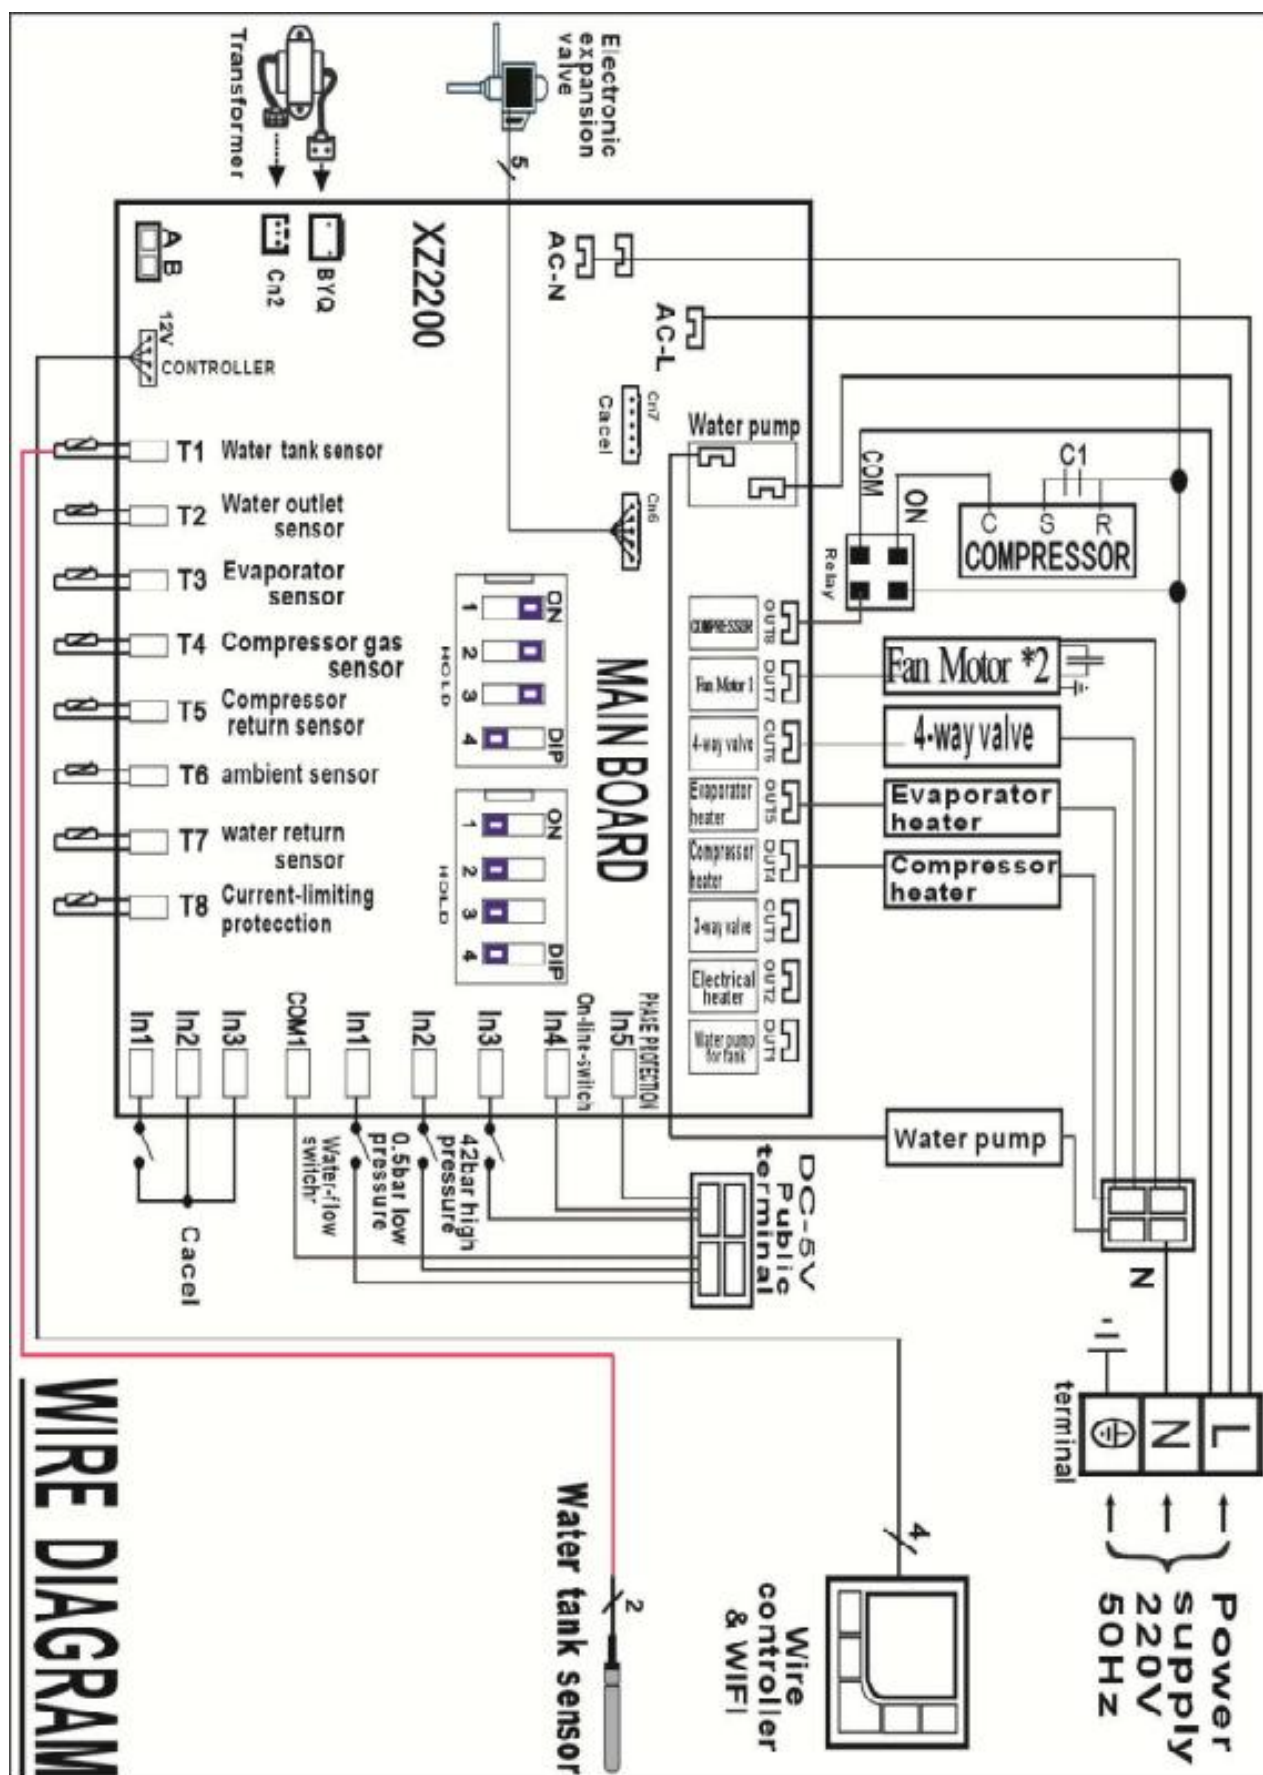 Transformer
Electronic
expansion
valve
5
A B
Cn2
BYQ
XZ2200
AC-N
AC-L
12V
CONTROLLER
Cn7
Cacel
Cn6
Water pump
COM
ON
Relay
C1
C S R
COMPRESSOR
T1 Water tank sensor
T2 Water outlet
sensor
T3 Evaporator
sensor
T4 Compressor gas
sensor
T5 Compressor
return sensor
T6 ambient sensor
T7 water return
sensor
T8 Current-limiting
protecction
ON
1
2
3
4
DIP
HOLD
ON
1
2
3
4
DIP
HOLD
MAIN BOARD
COMPRESSOR
OUT8
Fan Motor 1
OUT7
4-way valve
OUT6
Evaporator
heater
OUT5
Compressor
heater
OUT4
3-way valve
OUT3
Electrical
heater
OUT2
Water pump
for tank
OUT1
Fan Motor *2
4-way valve
Evaporator
heater
Compressor
heater
Water pump
N
In1
In2
In3
COM1
In1
In2
In3
In4
On-line-switch
In5
PHASE PROTECTION
Cacel
Water-flow
switchr
0.5bar low
pressure
42bar high
pressure
DC-5V
Public
terminal
terminal
N
L
Power
supply
220V
50Hz
4
Wire
controller
& WIFI
2
Water tank sensor
WIRE DIAGRAM